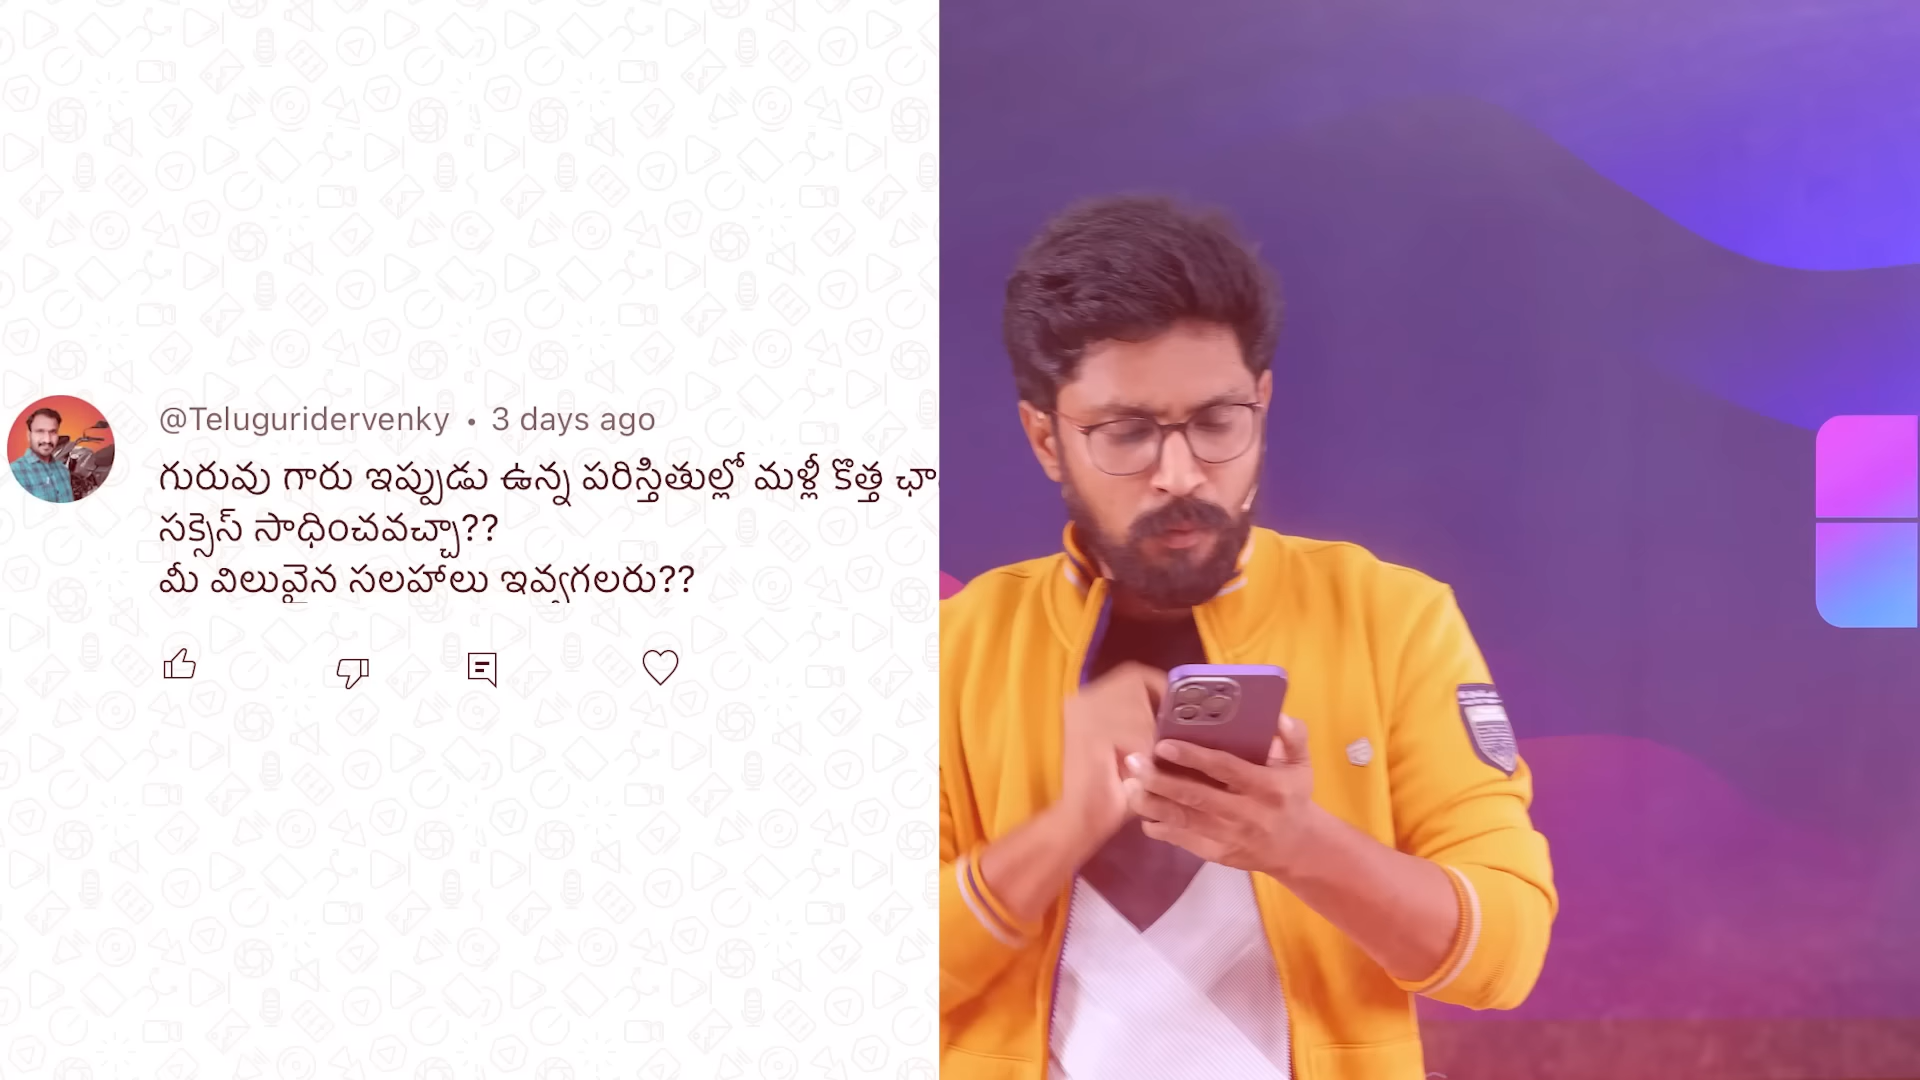 @Teluguridervenky • 3 days ago
గురువు గారు ఇప్పుడు ఉన్న పరిస్తితుల్లో మళ్లీ కొత్త
సక్సెస్ సాధించవచ్చా??
మీ విలువైన సలహాలు ఇవ్వగలరు??